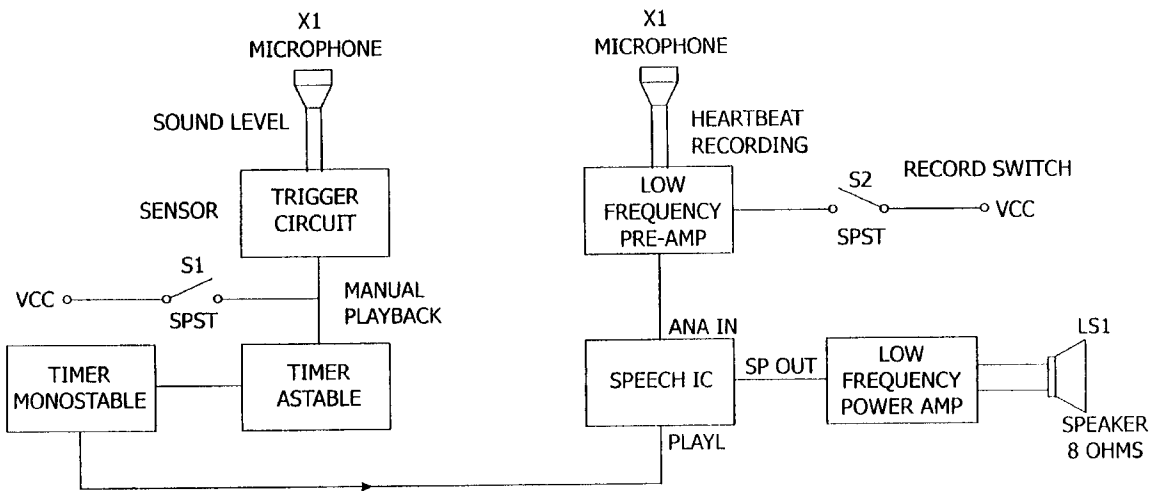 X1
MICROPHONE
SOUND LEVEL
SENSOR
TRIGGER
CIRCUIT
S1
VCC
SPST
MANUAL
PLAYBACK
TIMER
MONOSTABLE
TIMER
ASTABLE
X1
MICROPHONE
HEARTBEAT
RECORDING
LOW
FREQUENCY
PRE-AMP
S2
RECORD SWITCH
SPST
VCC
ANA IN
SPEECH IC
SP OUT
PLAYL
LOW
FREQUENCY
POWER AMP
LS1
SPEAKER
8 OHMS